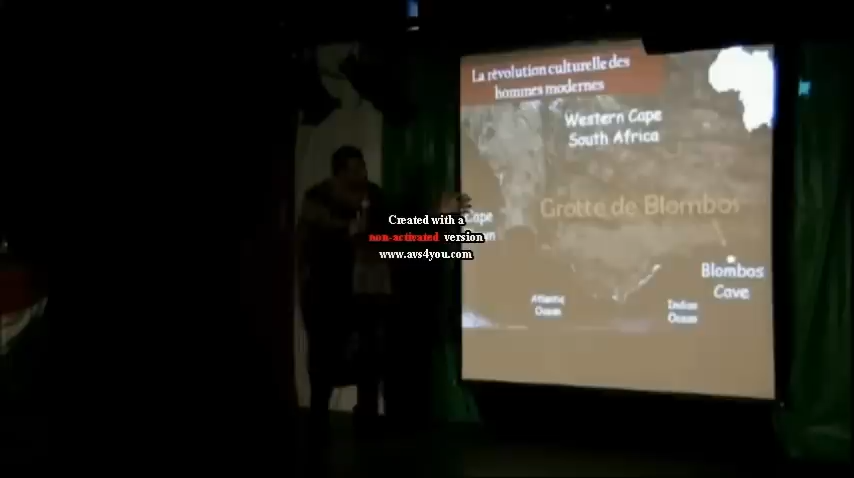 La révolution culturelle des
hommes modernes
Western Cape
South Africa
Grotte de Blombos
Cape
Created with a
non-activated version
www.avs4you.com
Blombos
Cave
Atlantic
Ocean
Indian
Ocean